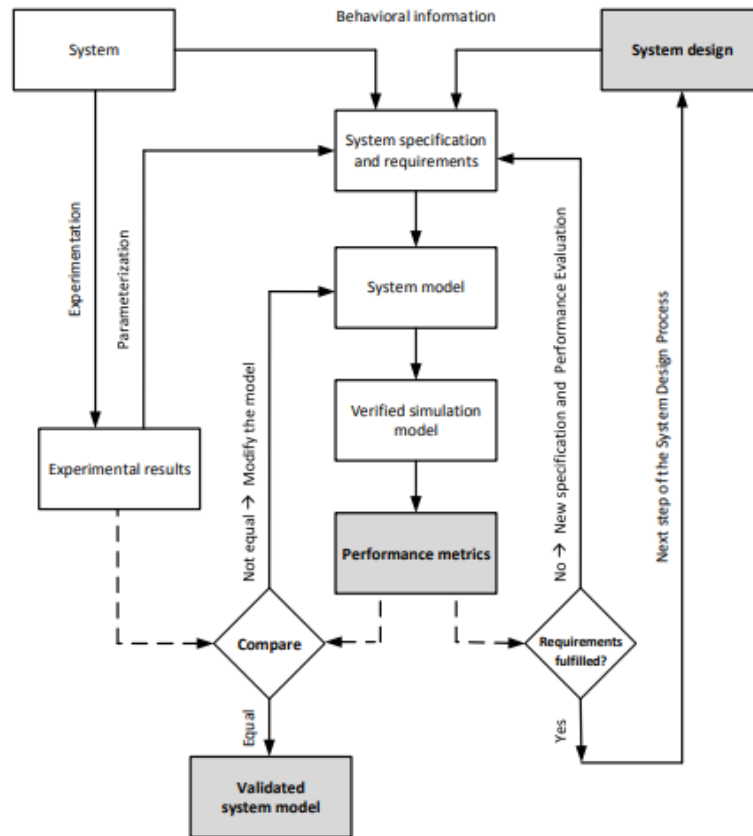 Behavioral information
System
System design
System specification
and requirements
Experimentation
Parameterization
System model
Not equal → Modify the model
No → New specification and Performance Evaluation
Next step of the System Design Process
Verified simulation
model
Experimental results
Performance metrics
Compare
Requirements
fulfilled?
Equal
Yes
Validated
system model